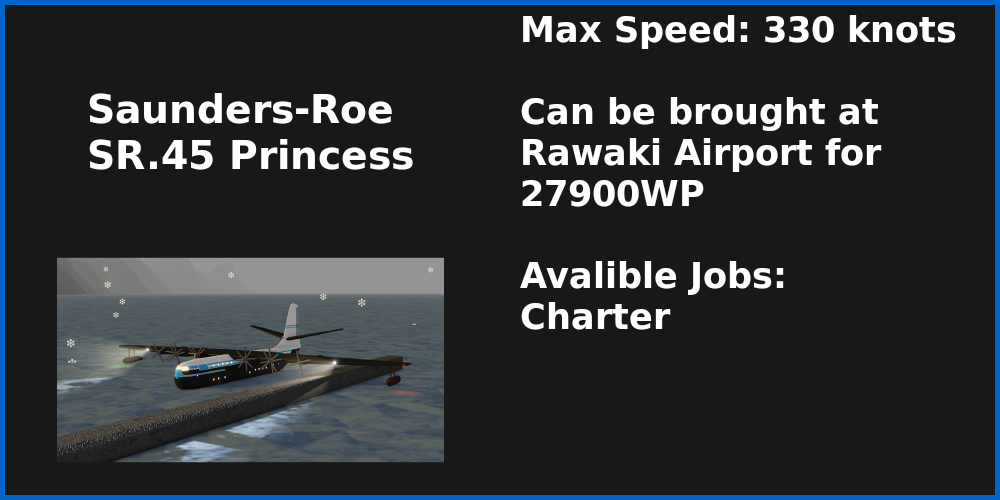 Saunders-Roe
SR.45 Princess
Max Speed: 330 knots
Can be brought at
Rawaki Airport for
27900WP
Avalible Jobs:
Charter